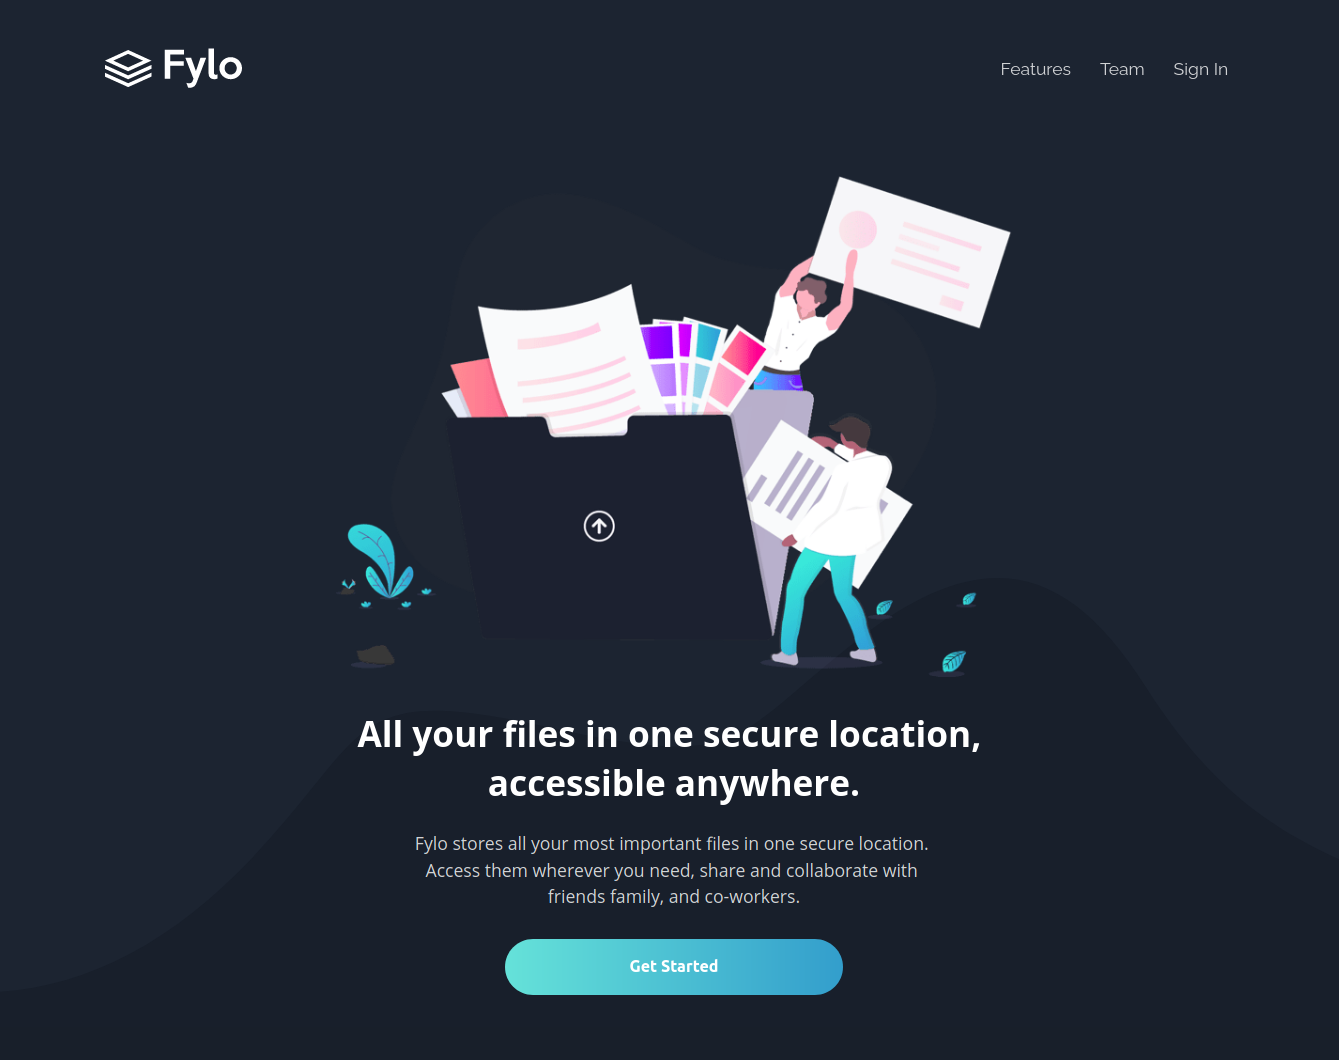 Fylo
Features
Team
Sign In
All your files in one secure location,
accessible anywhere.
Fylo stores all your most important files in one secure location.
Access them wherever you need, share and collaborate with
friends family, and co-workers.
Get Started